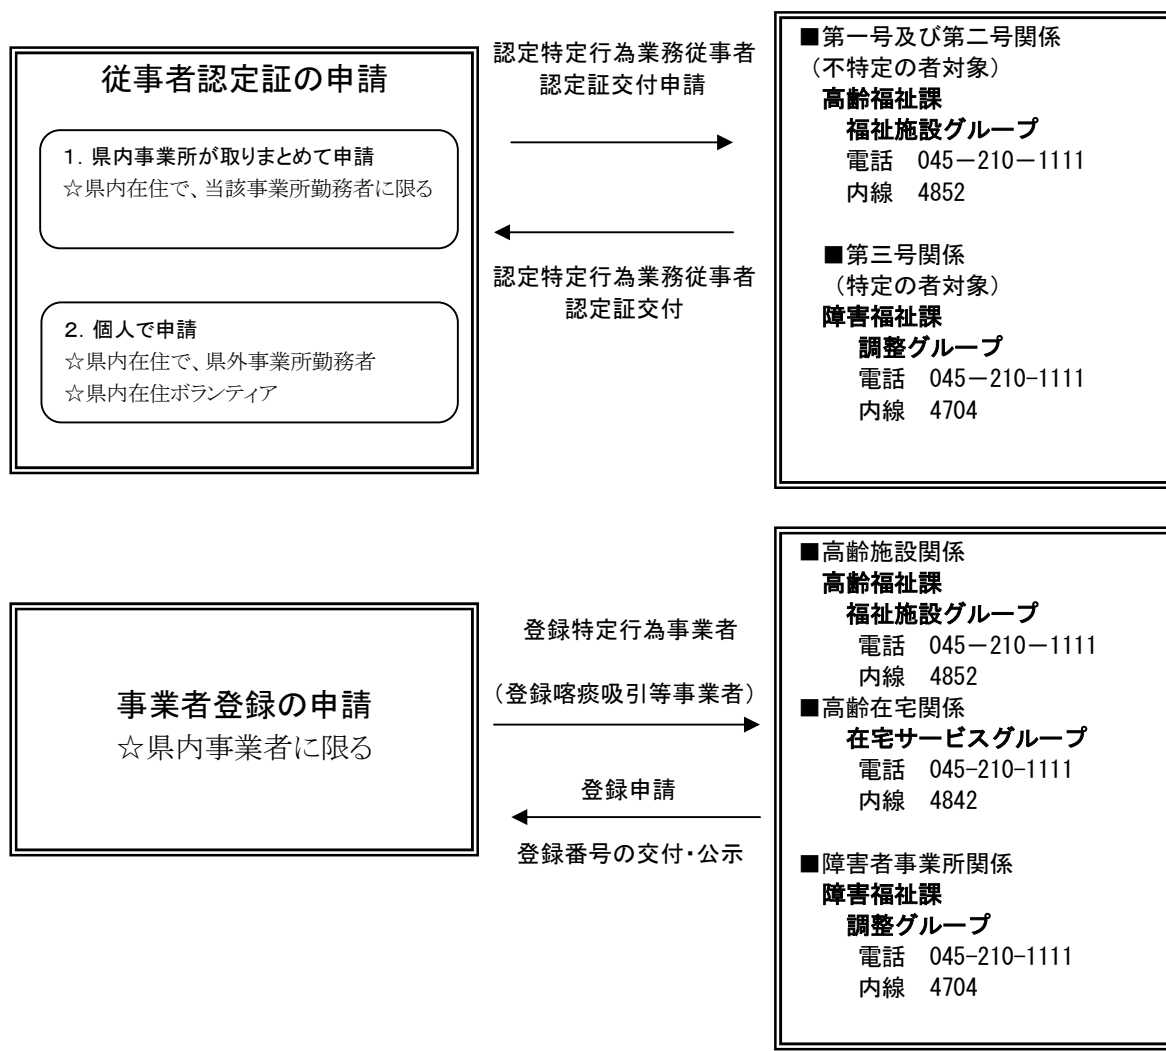 従事者認定証の申請
1．県内事業所が取りまとめて申請
☆県内在住で、当該事業所勤務者に限る
2．個人で申請
☆県内在住で、県外事業所勤務者
☆県内在住ボランティア
認定特定行為業務従事者
認定証交付申請
認定特定行為業務従事者
認定証交付
■第一号及び第二号関係
（不特定の者対象）
高齢福祉課
福祉施設グループ
電話　045－210－1111
内線　4852
■第三号関係
（特定の者対象）
障害福祉課
調整グループ
電話　045－210-1111
内線　4704
事業者登録の申請
☆県内事業者に限る
登録特定行為事業者
（登録喀痰吸引等事業者）
登録申請
登録番号の交付・公示
■高齢施設関係
高齢福祉課
福祉施設グループ
電話　045－210－1111
内線　4852
■高齢在宅関係
在宅サービスグループ
電話　045-210-1111
内線　4842
■障害者事業所関係
障害福祉課
調整グループ
電話　045-210-1111
内線　4704